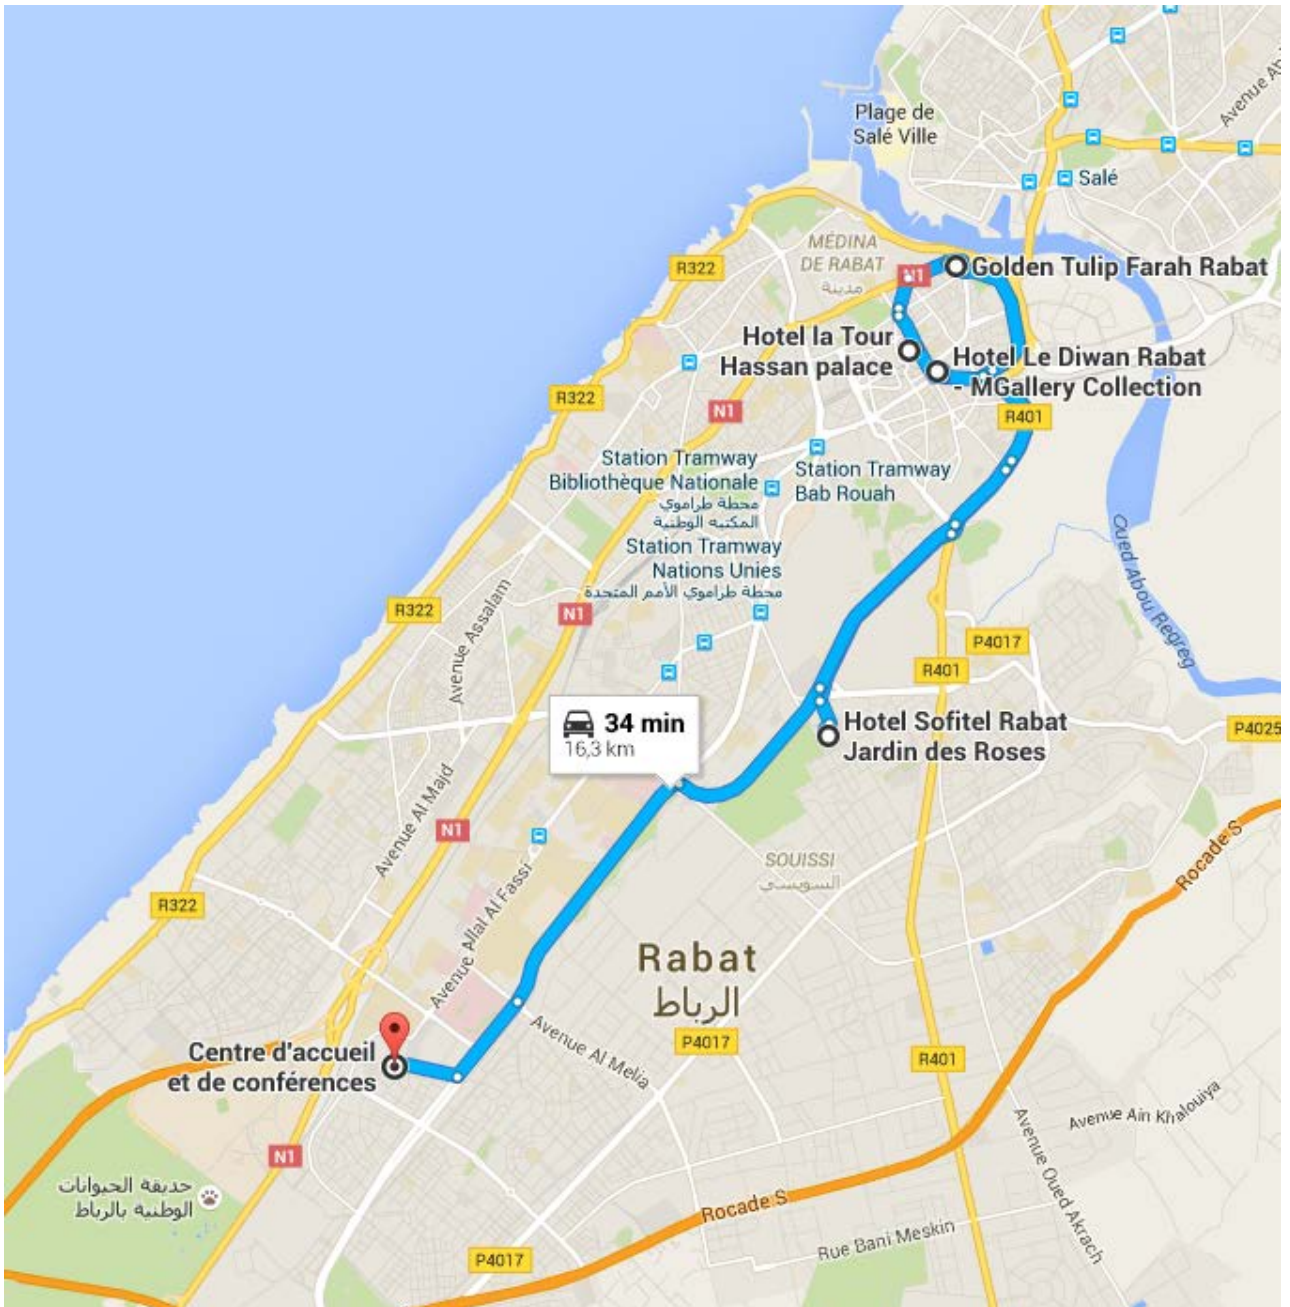 Plage de
Salé Ville
Avenue Ab
Salé
MÉDINA
DE RABAT
مدينة
R322
N1
Golden Tulip Farah Rabat
Hotel la Tour
Hassan palace
Hotel Le Diwan Rabat
- MGallery Collection
R322
N1
R401
Station Tramway
Bibliothèque Nationale
محطة طرامواي
المكتبة الوطنية
Station Tramway
Bab Rouah
Station Tramway
Nations Unies
محطة طراموي الأمم المتحدة
Oued Abou Regreg
R322
N1
Avenue Assalam
P4017
R401
34 min
16,3 km
Hotel Sofitel Rabat
Jardin des Roses
P4025
Avenue Al Majd
N1
SOUISSI
السويسي
Rocade S
R322
Avenue Allal Al Fassi
Rabat
الرباط
Avenue Al Melia
P4017
R401
Centre d'accueil
et de conférences
Avenue Ain Khalouiya
N1
Avenue Oued Akrach
حديقة الحيوانات
الوطنية بالرباط
Rocade S
Rue Bani Meskin
P4017